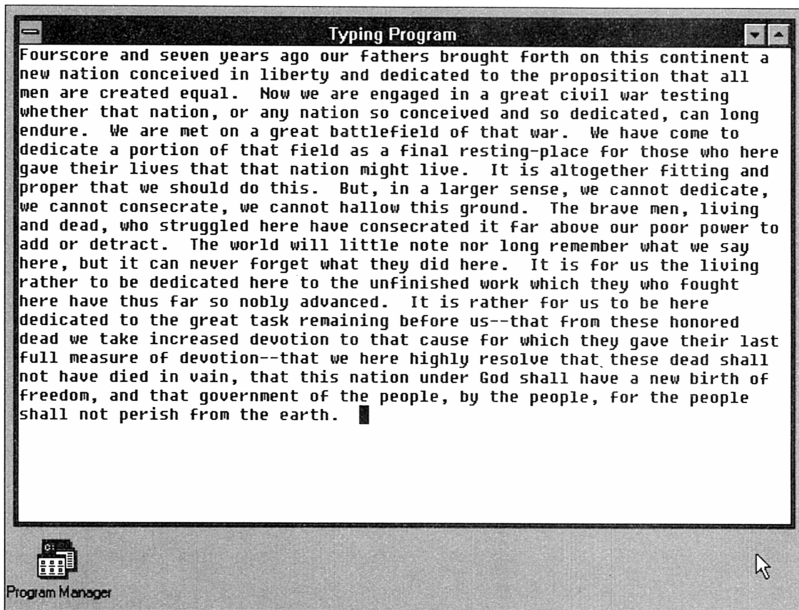 Typing Program
Fourscore and seven years ago our fathers brought forth on this continent a
new nation conceived in liberty and dedicated to the proposition that all
men are created equal.  Now we are engaged in a great civil war testing
whether that nation, or any nation so conceived and so dedicated, can long
endure.  We are met on a great battlefield of that war.  We have come to
dedicate a portion of that field as a final resting-place for those who here
gave their lives that that nation might live.  It is altogether fitting and
proper that we should do this.  But, in a larger sense, we cannot dedicate,
we cannot consecrate, we cannot hallow this ground.  The brave men, living
and dead, who struggled here have consecrated it far above our poor power to
add or detract.  The world will little note nor long remember what we say
here, but it can never forget what they did here.  It is for us the living
rather to be dedicated here to the unfinished work which they who fought
here have thus far so nobly advanced.  It is rather for us to be here
dedicated to the great task remaining before us--that from these honored
dead we take increased devotion to that cause for which they gave their last
full measure of devotion--that we here highly resolve that these dead shall
not have died in vain, that this nation under God shall have a new birth of
freedom, and that government of the people, by the people, for the people
shall not perish from the earth.
C:
Program Manager